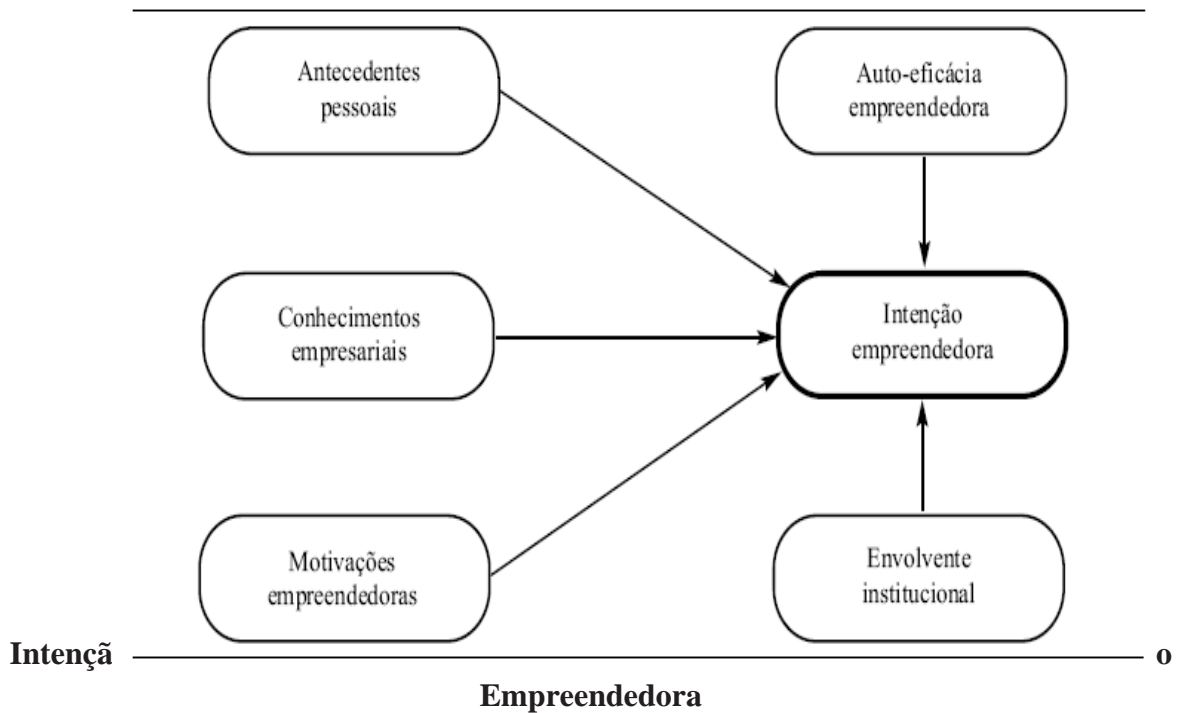 Antecedentes
pessoais
Auto-eficácia
empreendedora
Conhecimentos
empresariais
Intenção
empreendedora
Motivações
empreendedoras
Envolvente
institucional
Intençã o
Empreendedora